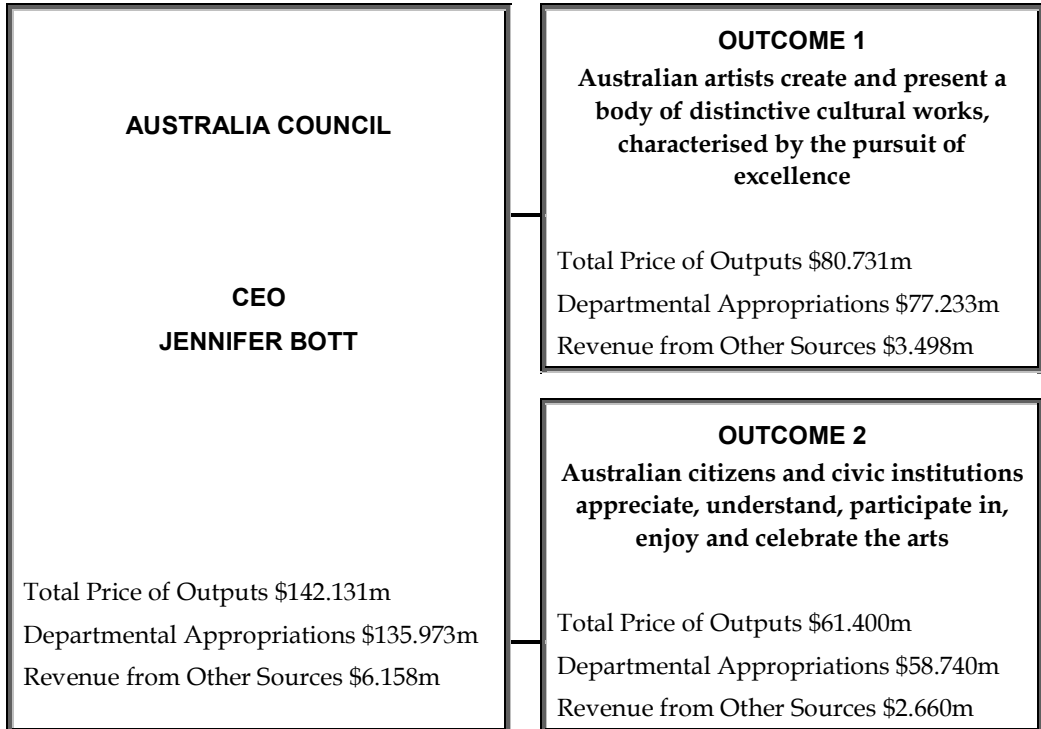 AUSTRALIA COUNCIL
CEO
JENNIFER BOTT
Total Price of Outputs $142.131m
Departmental Appropriations $135.973m
Revenue from Other Sources $6.158m
OUTCOME 1
Australian artists create and present a
body of distinctive cultural works,
characterised by the pursuit of
excellence
Total Price of Outputs $80.731m
Departmental Appropriations $77.233m
Revenue from Other Sources $3.498m
OUTCOME 2
Australian citizens and civic institutions
appreciate, understand, participate in,
enjoy and celebrate the arts
Total Price of Outputs $61.400m
Departmental Appropriations $58.740m
Revenue from Other Sources $2.660m